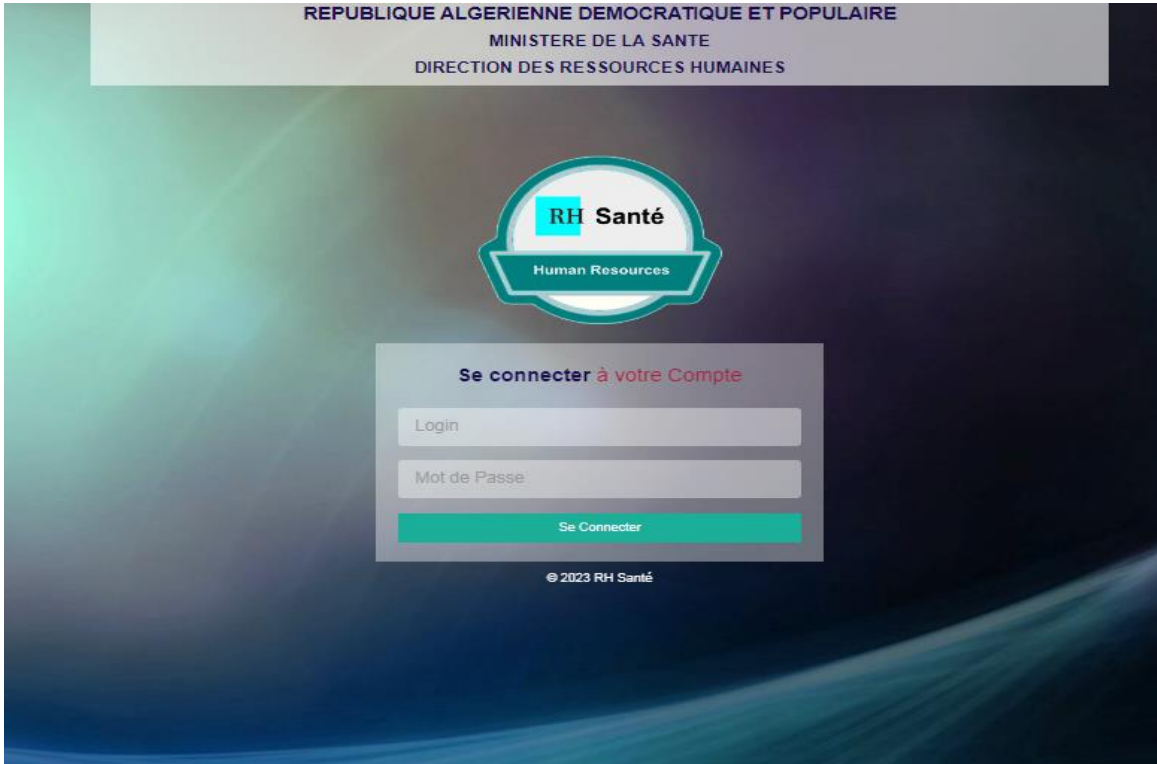 REPUBLIQUE ALGERIENNE DEMOCRATIQUE ET POPULAIRE
MINISTERE DE LA SANTE
DIRECTION DES RESSOURCES HUMAINES
RH Santé
Human Resources
Se connecter à votre Compte
Login
Mot de Passe
Se Connecter
© 2023 RH Santé